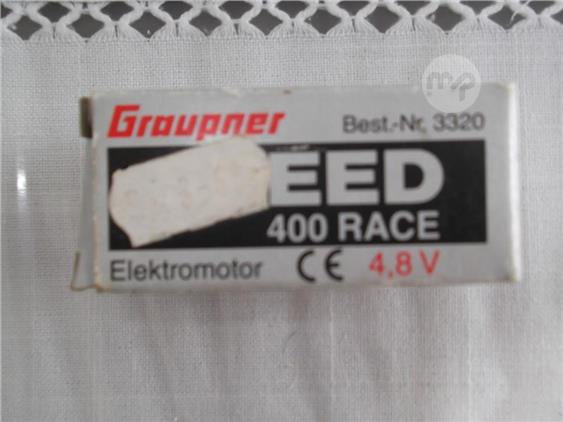 Graupner Best.-Nr. 3320
EED
400 RACE
Elektromotor CE 4,8 V